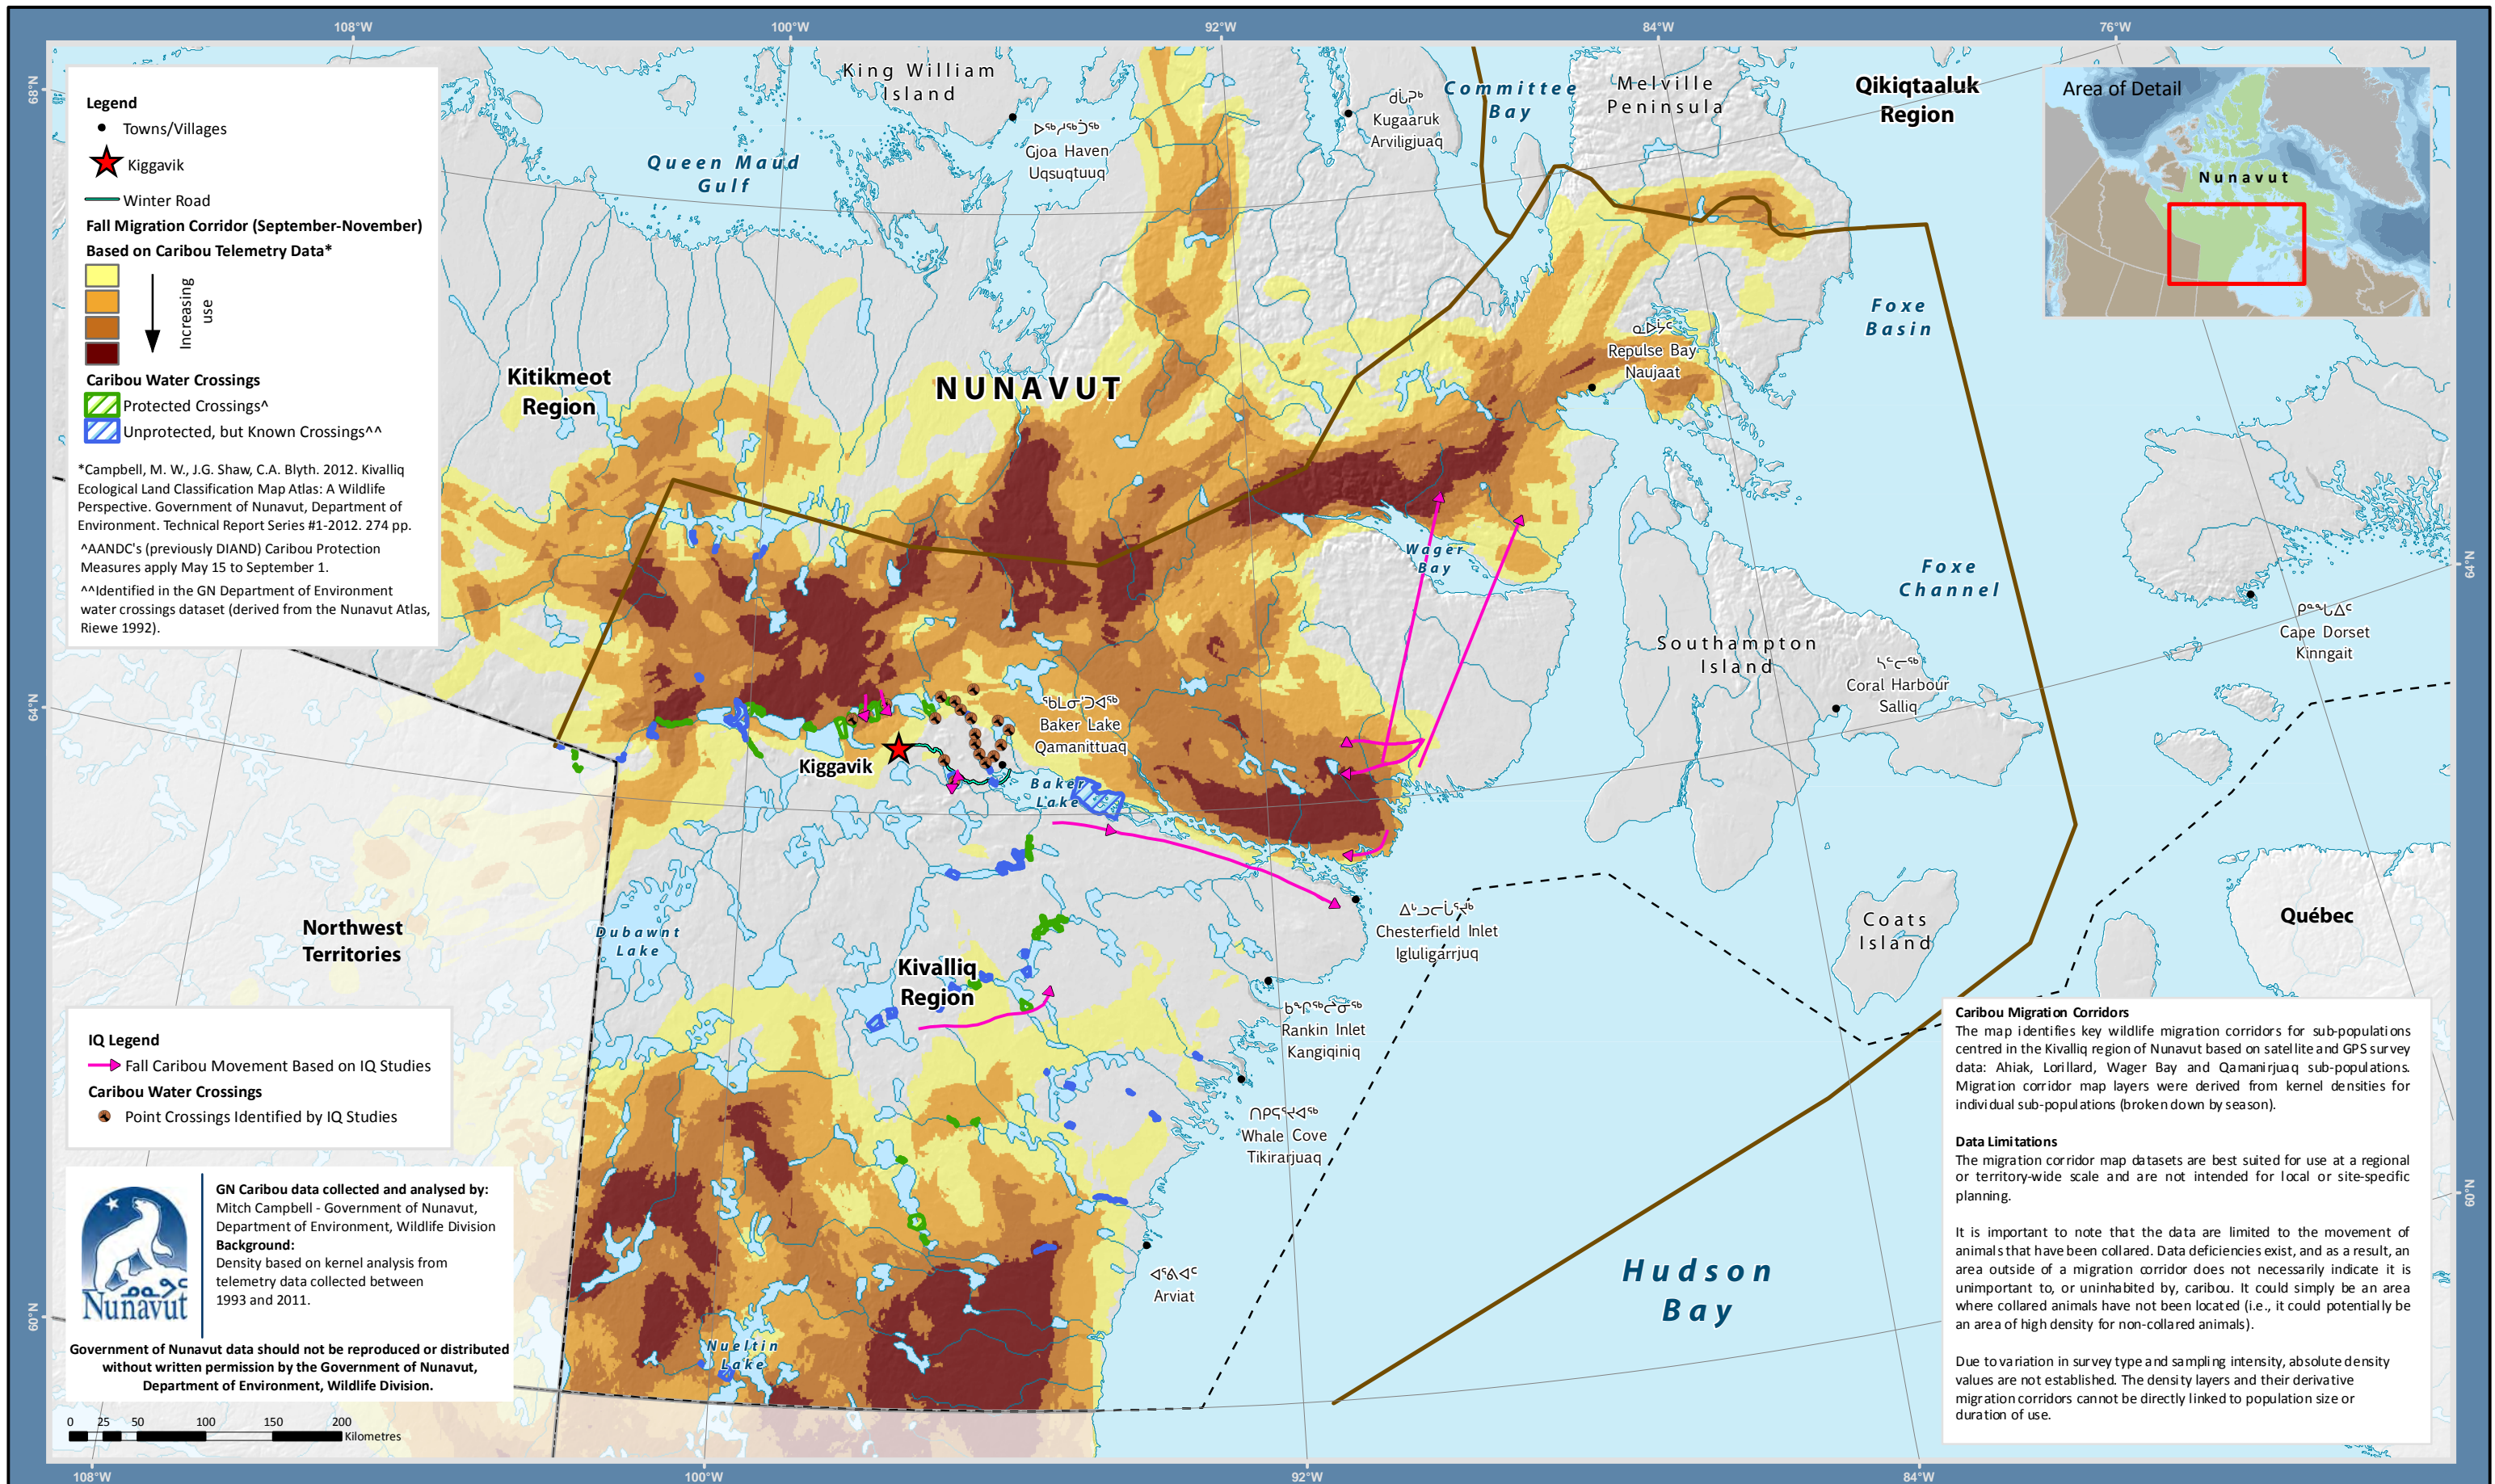 108°W
100°W
92°W
84°W
76°W
68°N
64°N
60°N
64°N
60°N
108°W
100°W
92°W
84°W
Legend
Towns/Villages
Kiggavik
Winter Road
Fall Migration Corridor (September-November)
Based on Caribou Telemetry Data*
Increasing
use
Caribou Water Crossings
Protected Crossings^
Unprotected, but Known Crossings^^
*Campbell, M. W., J.G. Shaw, C.A. Blyth. 2012. Kivalliq
Ecological Land Classification Map Atlas: A Wildlife
Perspective. Government of Nunavut, Department of
Environment. Technical Report Series #1-2012. 274 pp.
^AANDC's (previously DIAND) Caribou Protection
Measures apply May 15 to September 1.
^^Identified in the GN Department of Environment
water crossings dataset (derived from the Nunavut Atlas,
Riewe 1992).
King William
Island
ᐅᖅᓱᖅᑑᖅ
Gjoa Haven
Uqsuqtuuq
Queen Maud
Gulf
ᑰᒑᕐᒃ
Kugaaruk
Arviligjuaq
Committee
Bay
Melville
Peninsula
Qikiqtaaluk
Region
Area of Detail
Nunavut
Foxe
Basin
Kitikmeot
Region
NUNAVUT
ᓇᐅᔮᑦ
Repulse Bay
Naujaat
Wager
Bay
Foxe
Channel
Southampton
Island
ᓴᓪᓕᖅ
Coral Harbour
Salliq
ᑭᙵᐃᑦ
Cape Dorset
Kinngait
ᖃᒪᓂᑦᑐᐊᖅ
Baker Lake
Qamanittuaq
Kiggavik
Baker
Lake
Dubawnt
Lake
Northwest
Territories
Kivalliq
Region
ᐃᒡᓗᓕᒑᕐᔪᒃ
Chesterfield Inlet
Igluligarrjuq
Coats
Island
Québec
ᑲᖏᖅᖠᓂᖅ
Rankin Inlet
Kangiqiniq
ᑎᑭᕋᕐᔪᐊᖅ
Whale Cove
Tikirarjuaq
ᐊᕐᕕᐊᑦ
Arviat
Hudson
Bay
Nueltin
Lake
IQ Legend
Fall Caribou Movement Based on IQ Studies
Caribou Water Crossings
Point Crossings Identified by IQ Studies
ᓄᓇᕗᑦ
Nunavut
GN Caribou data collected and analysed by:
Mitch Campbell - Government of Nunavut,
Department of Environment, Wildlife Division
Background:
Density based on kernel analysis from
telemetry data collected between
1993 and 2011.
Government of Nunavut data should not be reproduced or distributed
without written permission by the Government of Nunavut,
Department of Environment, Wildlife Division.
0 25 50 100 150 200
Kilometres
Caribou Migration Corridors
The map identifies key wildlife migration corridors for sub-populations
centred in the Kivalliq region of Nunavut based on satellite and GPS survey
data: Ahiak, Lorillard, Wager Bay and Qamanirjuaq sub-populations.
Migration corridor map layers were derived from kernel densities for
individual sub-populations (broken down by season).
Data Limitations
The migration corridor map datasets are best suited for use at a regional
or territory-wide scale and are not intended for local or site-specific
planning.
It is important to note that the data are limited to the movement of
animals that have been collared. Data deficiencies exist, and as a result, an
area outside of a migration corridor does not necessarily indicate it is
unimportant to, or uninhabited by, caribou. It could simply be an area
where collared animals have not been located (i.e., it could potentially be
an area of high density for non-collared animals).
Due to variation in survey type and sampling intensity, absolute density
values are not established. The density layers and their derivative
migration corridors cannot be directly linked to population size or
duration of use.